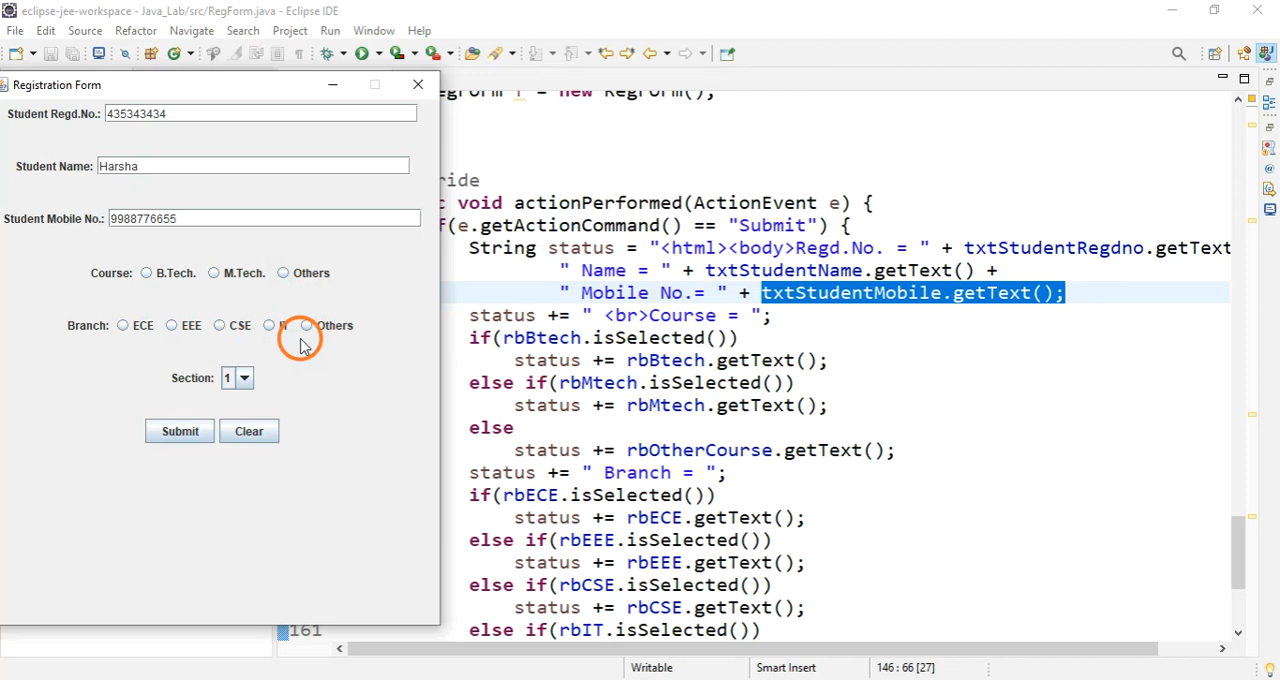 eclipse-jee-workspace - Java_Lab/src/RegForm.java - Eclipse IDE
File Edit Source Refactor Navigate Search Project Run Window Help
Registration Form
Student Regd.No.: 435343434
Student Name: Harsha
Student Mobile No.: 9988776655
Course: B.Tech. M.Tech. Others
Branch: ECE EEE CSE IT Others
Section: 1
Submit Clear
RegForm f = new RegForm();
ride
c void actionPerformed(ActionEvent e) {
f(e.getActionCommand() == "Submit") {
String status = "<html><body>Regd.No. = " + txtStudentRegdno.getText
" Name = " + txtStudentName.getText() +
" Mobile No.= " + txtStudentMobile.getText();
status += " <br>Course = ";
if(rbBtech.isSelected())
status += rbBtech.getText();
else if(rbMtech.isSelected())
status += rbMtech.getText();
else
status += rbOtherCourse.getText();
status += " Branch = ";
if(rbECE.isSelected())
status += rbECE.getText();
else if(rbEEE.isSelected())
status += rbEEE.getText();
else if(rbCSE.isSelected())
status += rbCSE.getText();
161 else if(rbIT.isSelected())
Writable Smart Insert 146 : 66 [27]